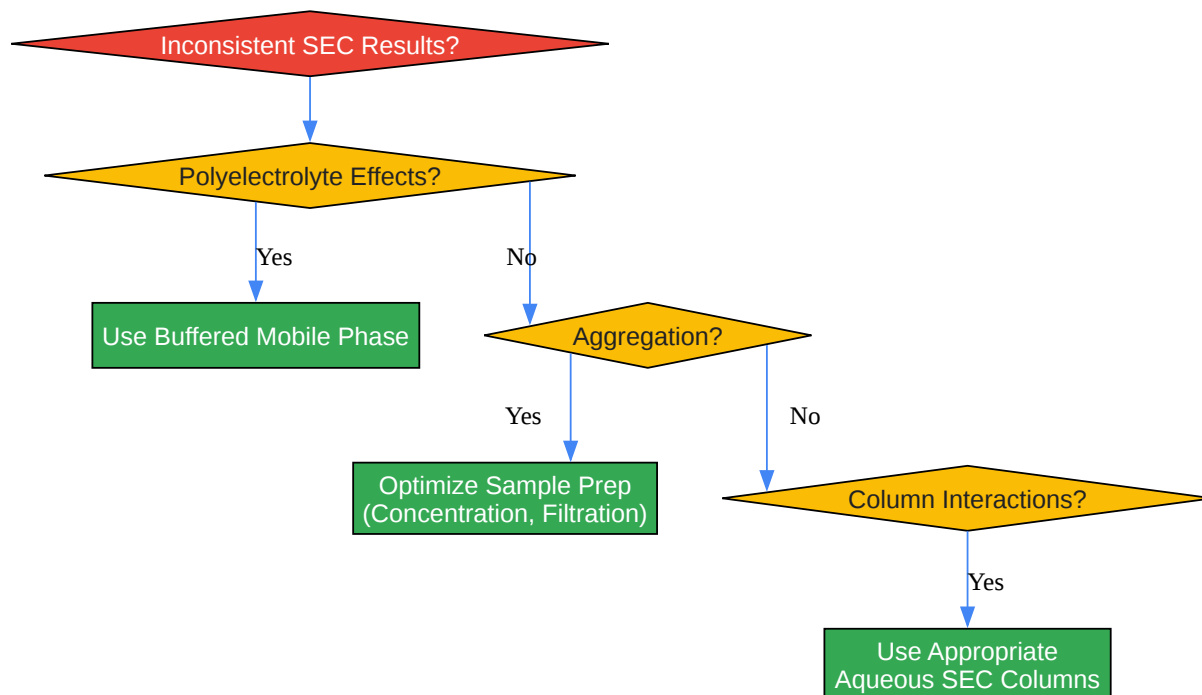 Inconsistent SEC Results?
Polyelectrolyte Effects?
Yes
No
Use Buffered Mobile Phase
Aggregation?
Yes
No
Optimize Sample Prep
(Concentration, Filtration)
Column Interactions?
Yes
Use Appropriate
Aqueous SEC Columns